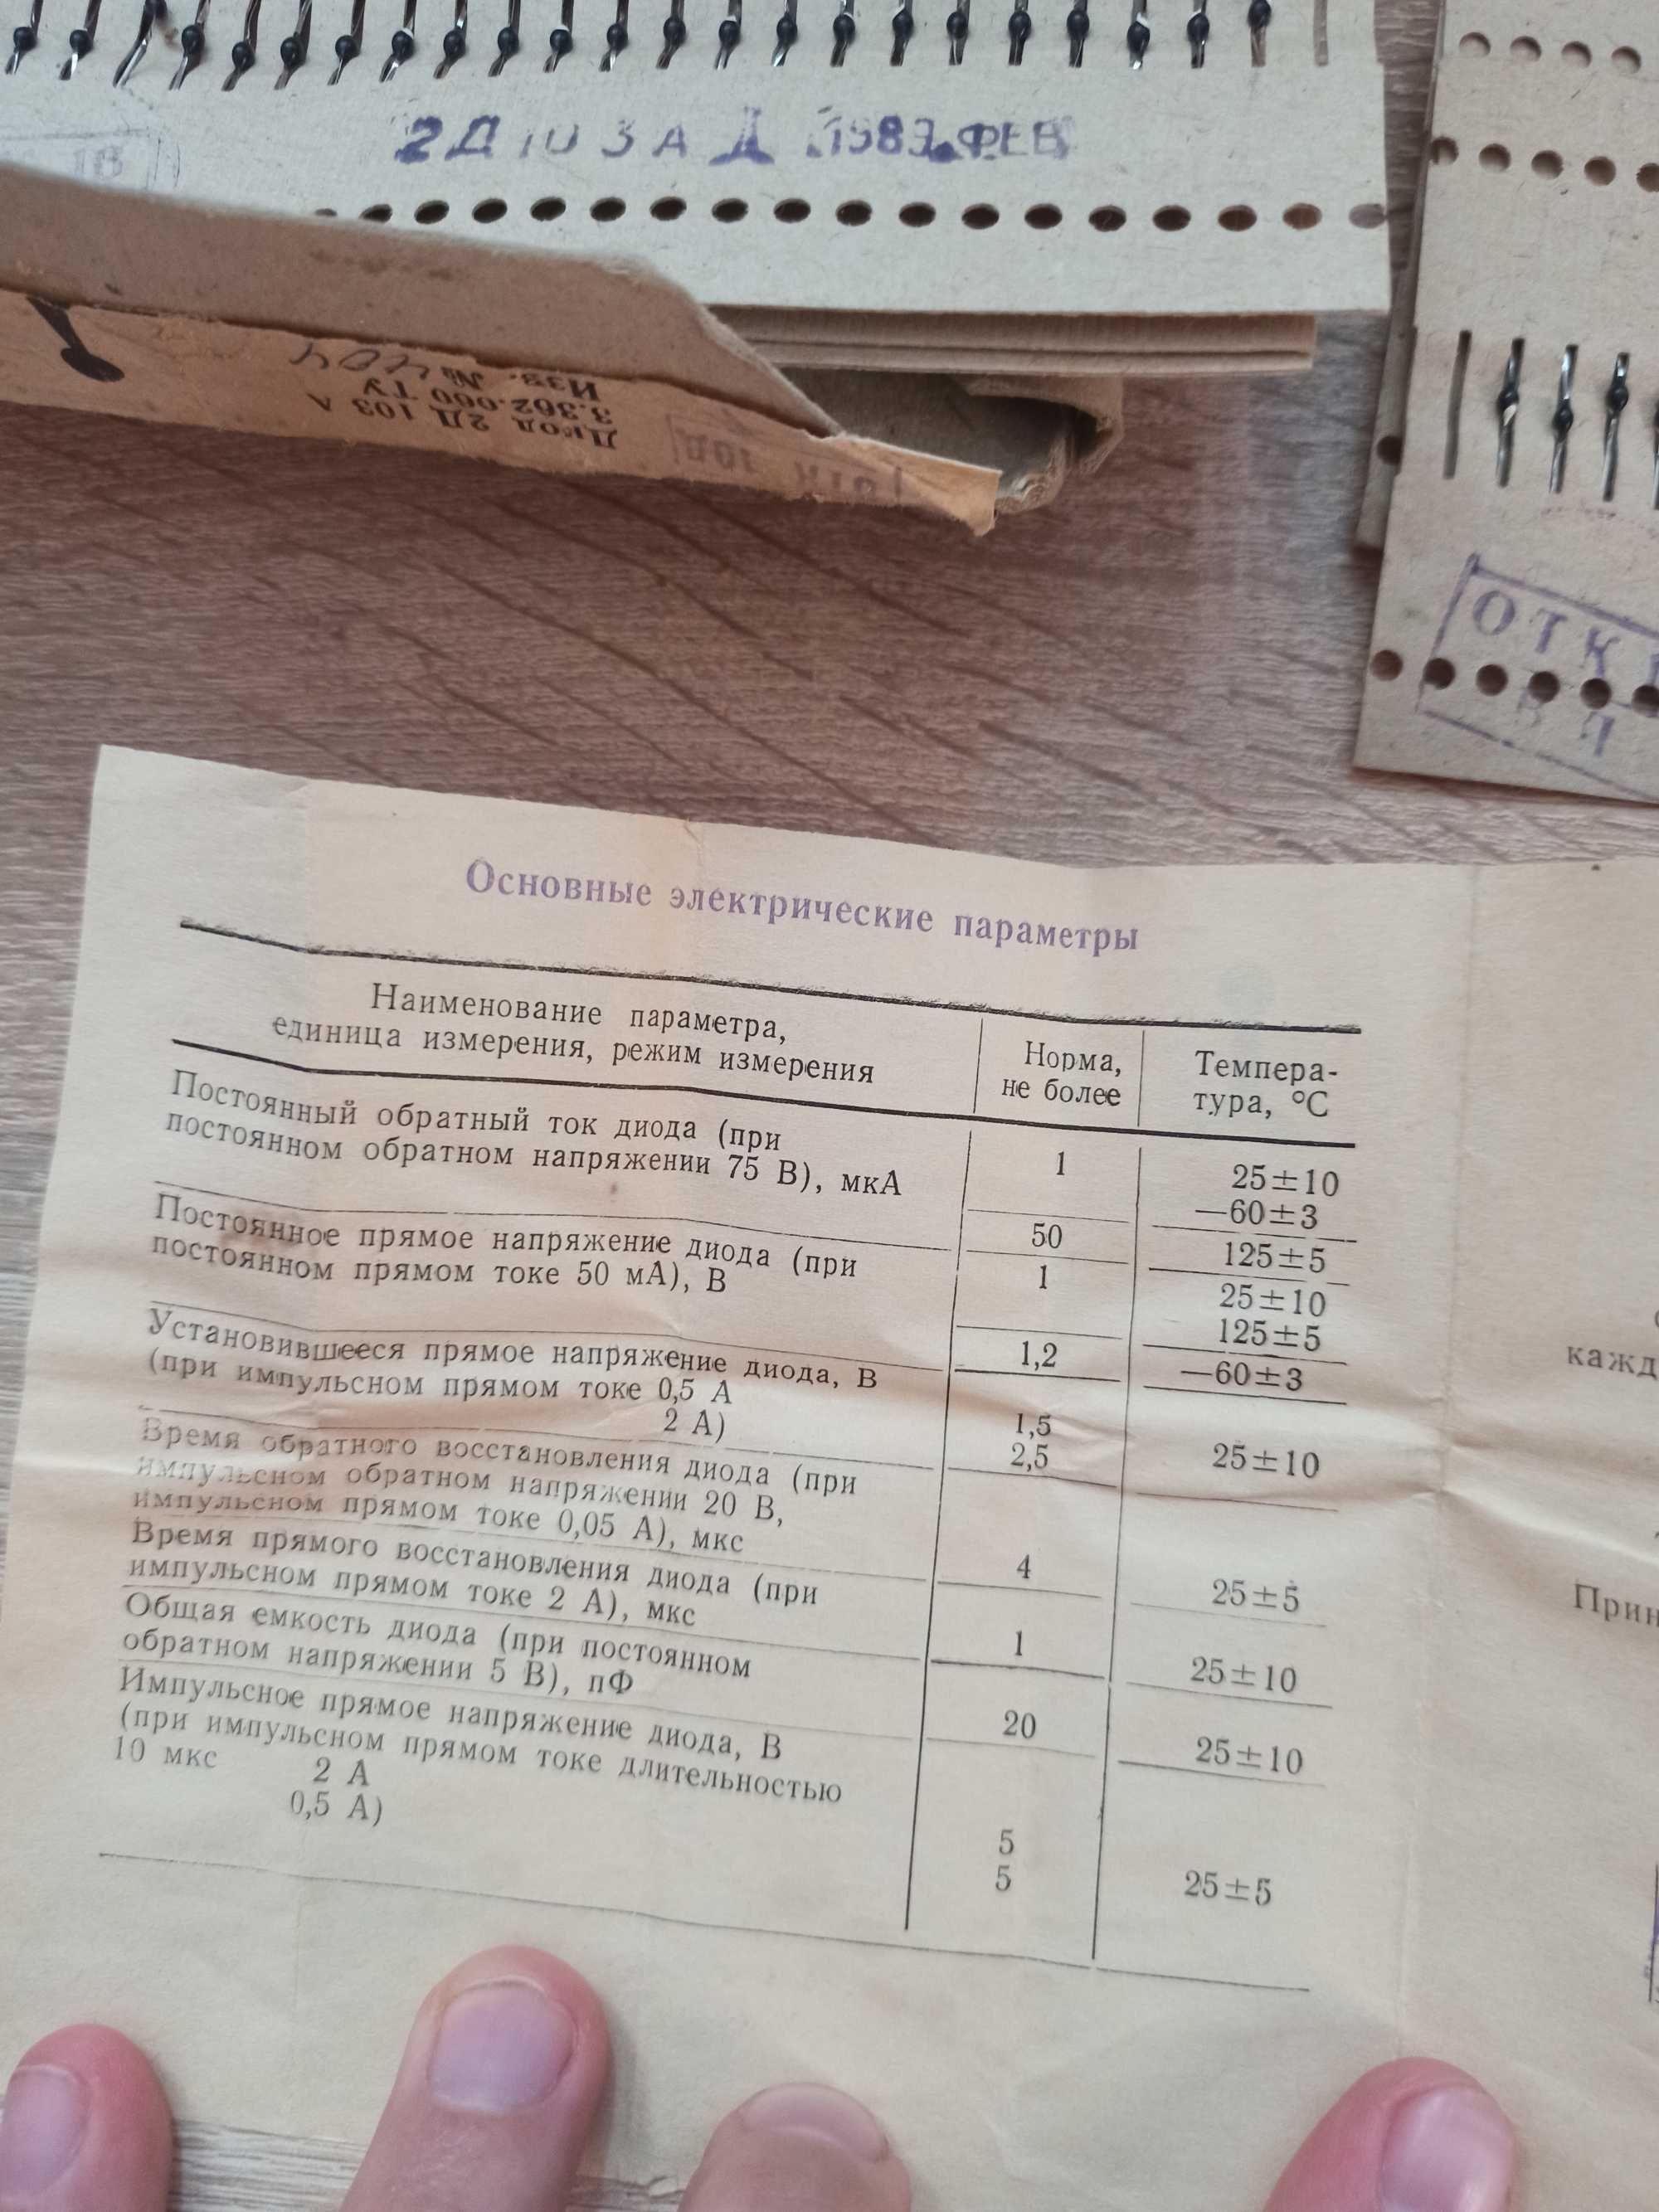 2Д103А 1989.ФЕВ
Диод 2Д 103 А
3.362.060 ТУ
Изв. №
ОТК
Основные электрические параметры
Наименование параметра,
единица измерения, режим измерения
Норма,
не более
Темпера-
тура, °С
Постоянный обратный ток диода (при
постоянном обратном напряжении 75 В), мкА
1
25±10
—60±3
50
125±5
Постоянное прямое напряжение диода (при
постоянном прямом токе 50 мА), В
1
25±10
125±5
1,2
—60±3
Установившееся прямое напряжение диода, В
(при импульсном прямом токе 0,5 А
2 А)
1,5
2,5
25±10
Время обратного восстановления диода (при
импульсном обратном напряжении 20 В,
импульсном прямом токе 0,05 А), мкс
4
25±5
Время прямого восстановления диода (при
импульсном прямом токе 2 А), мкс
1
25±10
Общая емкость диода (при постоянном
обратном напряжении 5 В), пФ
20
25±10
Импульсное прямое напряжение диода, В
(при импульсном прямом токе длительностью
10 мкс 2 А
0,5 А)
5
5
25±5
кажд
Прин